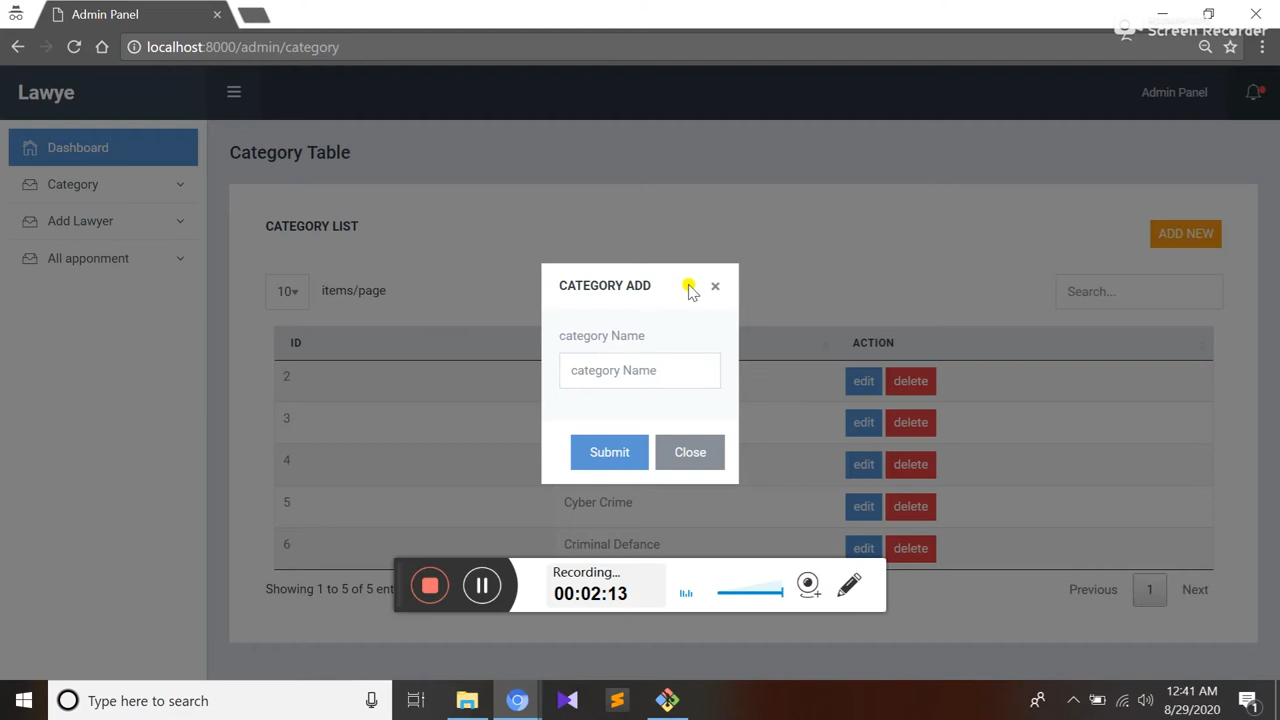 Admin Panel
localhost:8000/admin/category
Screen Recorder
Lawye
Admin Panel
Dashboard
Category
Add Lawyer
All apponment
Category Table
CATEGORY LIST
ADD NEW
10
items/page
Search...
CATEGORY ADD
category Name
category Name
Submit
Close
ID
ACTION
2
edit
delete
3
edit
delete
4
edit
delete
5
Cyber Crime
edit
delete
6
Criminal Defance
edit
delete
Showing 1 to 5 of 5 ent
Previous
1
Next
Recording...
00:02:13
Type here to search
12:41 AM
8/29/2020
1